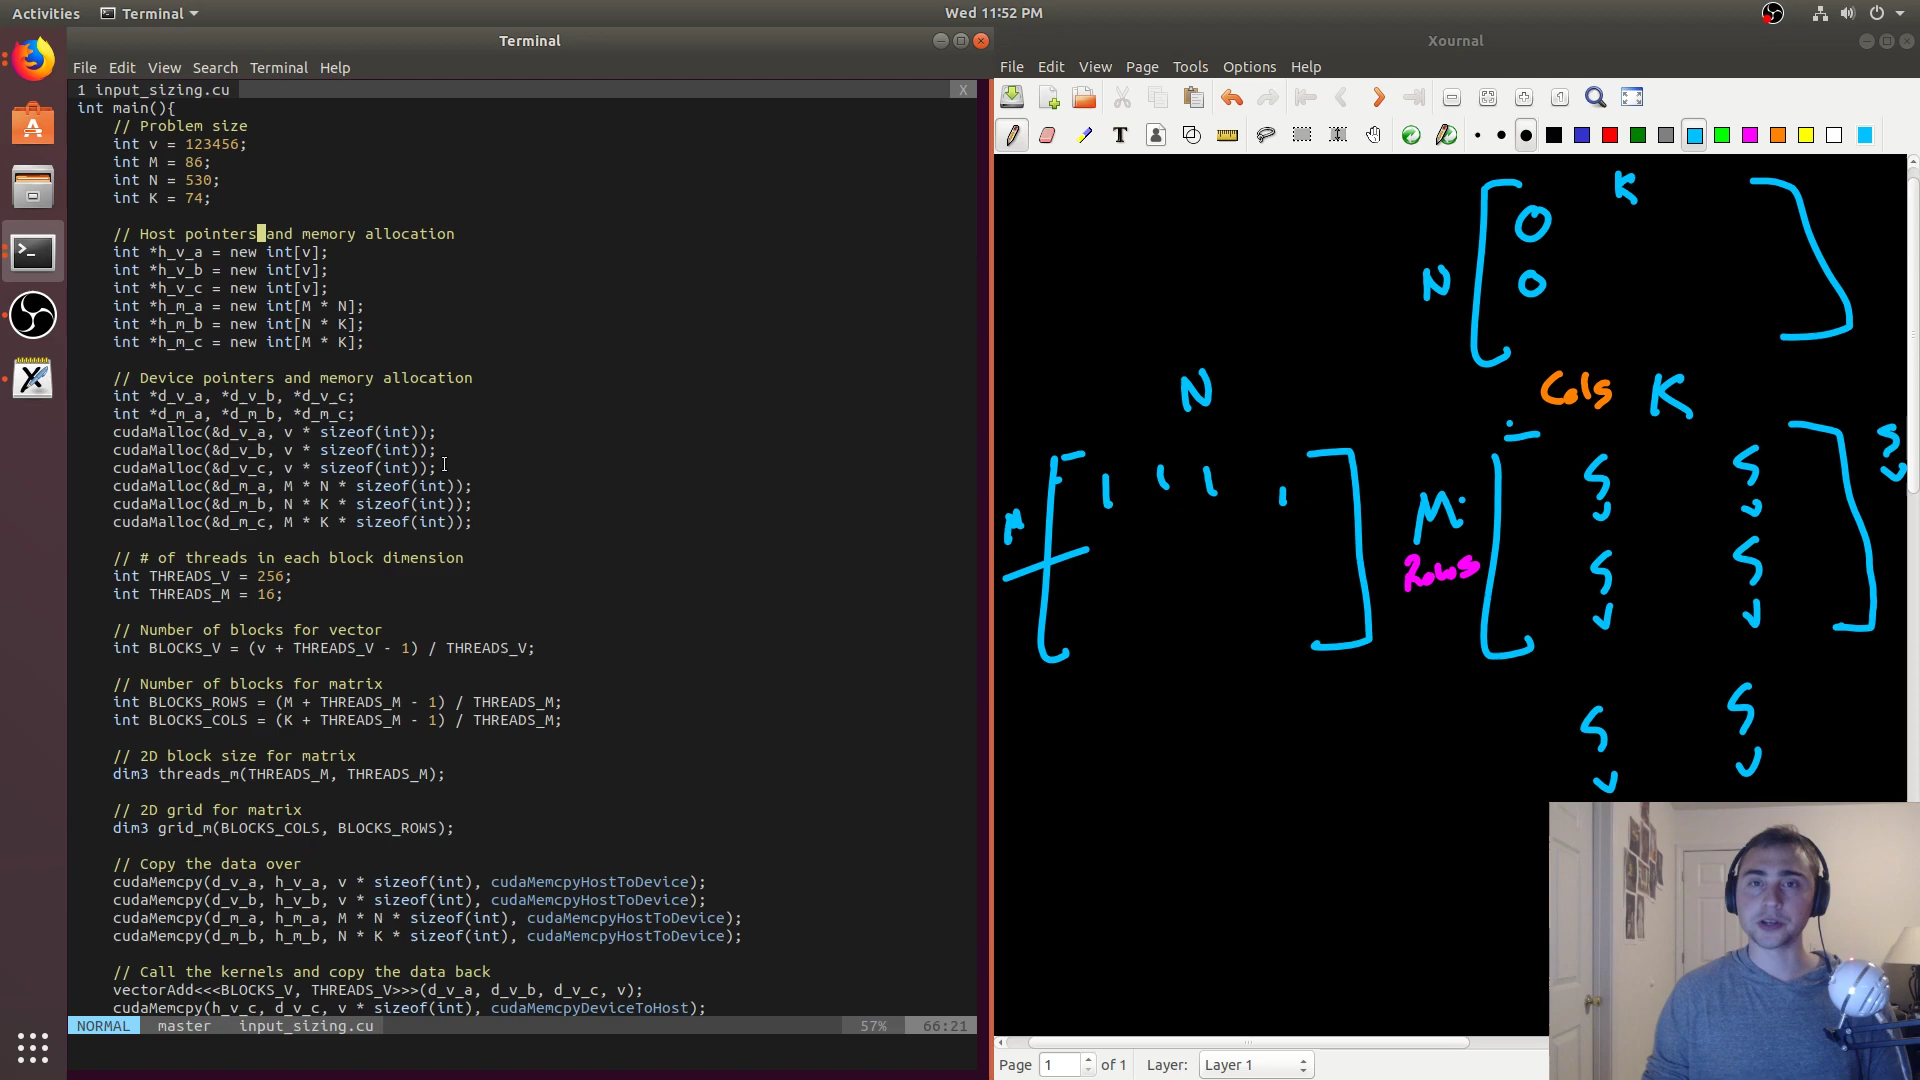 Activities Terminal Wed 11:52 PM
Terminal
File Edit View Search Terminal Help
1 input_sizing.cu X
int main(){
// Problem size
int v = 123456;
int M = 86;
int N = 530;
int K = 74;
// Host pointers and memory allocation
int *h_v_a = new int[v];
int *h_v_b = new int[v];
int *h_v_c = new int[v];
int *h_m_a = new int[M * N];
int *h_m_b = new int[N * K];
int *h_m_c = new int[M * K];
// Device pointers and memory allocation
int *d_v_a, *d_v_b, *d_v_c;
int *d_m_a, *d_m_b, *d_m_c;
cudaMalloc(&d_v_a, v * sizeof(int));
cudaMalloc(&d_v_b, v * sizeof(int));
cudaMalloc(&d_v_c, v * sizeof(int));
cudaMalloc(&d_m_a, M * N * sizeof(int));
cudaMalloc(&d_m_b, N * K * sizeof(int));
cudaMalloc(&d_m_c, M * K * sizeof(int));
// # of threads in each block dimension
int THREADS_V = 256;
int THREADS_M = 16;
// Number of blocks for vector
int BLOCKS_V = (v + THREADS_V - 1) / THREADS_V;
// Number of blocks for matrix
int BLOCKS_ROWS = (M + THREADS_M - 1) / THREADS_M;
int BLOCKS_COLS = (K + THREADS_M - 1) / THREADS_M;
// 2D block size for matrix
dim3 threads_m(THREADS_M, THREADS_M);
// 2D grid for matrix
dim3 grid_m(BLOCKS_COLS, BLOCKS_ROWS);
// Copy the data over
cudaMemcpy(d_v_a, h_v_a, v * sizeof(int), cudaMemcpyHostToDevice);
cudaMemcpy(d_v_b, h_v_b, v * sizeof(int), cudaMemcpyHostToDevice);
cudaMemcpy(d_m_a, h_m_a, M * N * sizeof(int), cudaMemcpyHostToDevice);
cudaMemcpy(d_m_b, h_m_b, N * K * sizeof(int), cudaMemcpyHostToDevice);
// Call the kernels and copy the data back
vectorAdd<<<BLOCKS_V, THREADS_V>>>(d_v_a, d_v_b, d_v_c, v);
cudaMemcpy(h_v_c, d_v_c, v * sizeof(int), cudaMemcpyDeviceToHost);
NORMAL master input_sizing.cu 57% 66:21
Xournal
File Edit View Page Tools Options Help
K
N
N
Cols K
M
M
Rows
Page 1 of 1 Layer: Layer 1